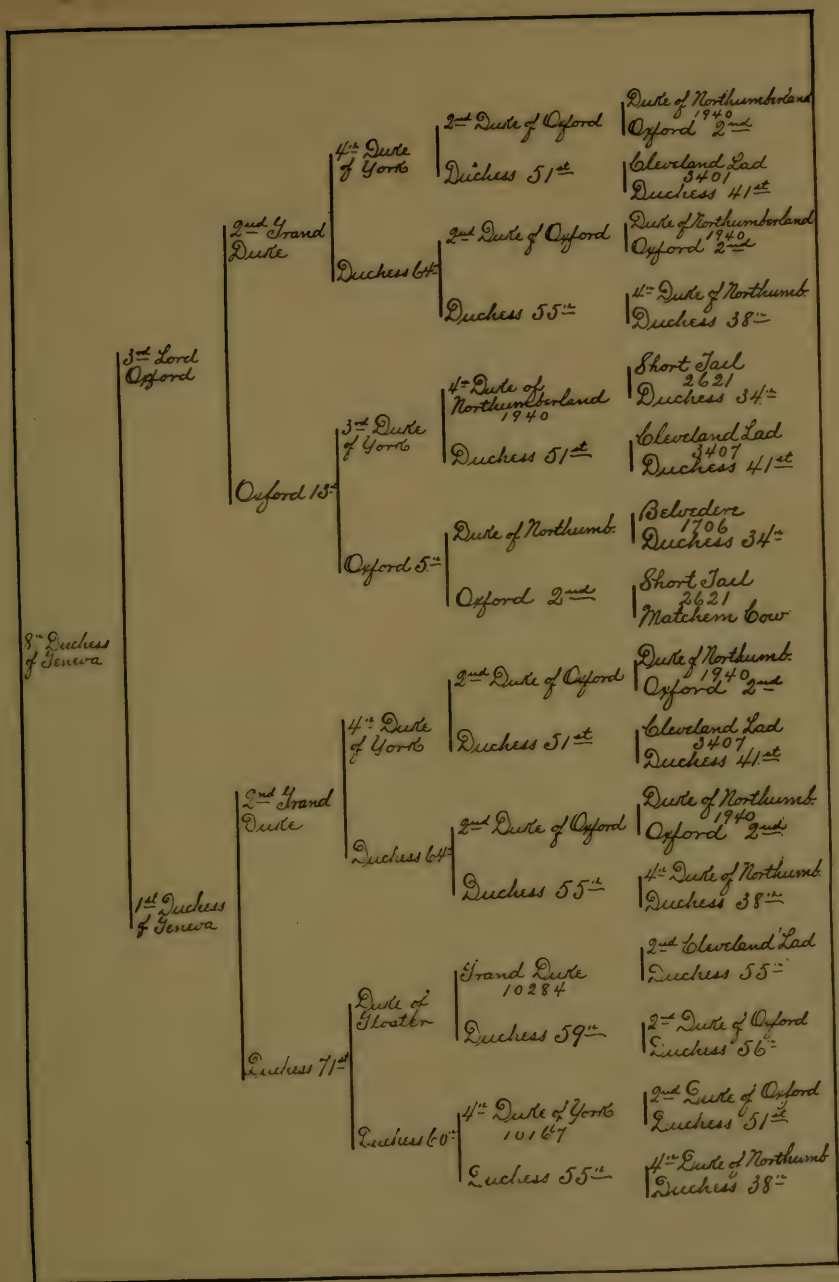 8th Duchess
of Geneva
3rd Lord
Oxford
1st Duchess
of Geneva
2nd Grand
Duke
Oxford 13th
2nd Grand
Duke
Duchess 71st
4th Duke
of York
Duchess 64th
3rd Duke
of York
Oxford 5th
4th Duke
of York
Duchess 64th
Duke of
Gloster
Duchess 60th
2nd Duke of Oxford
Duchess 51st
2nd Duke of Oxford
Duchess 55th
4th Duke of
Northumberland
1940
Duchess 51st
Duke of Northumb.
Oxford 2nd
2nd Duke of Oxford
Duchess 51st
2nd Duke of Oxford
Duchess 55th
Grand Duke
10284
Duchess 59th
4th Duke of York
10167
Duchess 55th
Duke of Northumberland
1940
Oxford 2nd
Cleveland Lad
3401
Duchess 41st
Duke of Northumberland
1940
Oxford 2nd
4th Duke of Northumb.
Duchess 38th
Short Tail
2621
Duchess 34th
Cleveland Lad
3407
Duchess 41st
Belvedere
1706
Duchess 34th
Short Tail
2621
Matchem Cow
Duke of Northumb.
1940
Oxford 2nd
Cleveland Lad
3407
Duchess 41st
Duke of Northumb.
1940
Oxford 2nd
4th Duke of Northumb.
Duchess 38th
2nd Cleveland Lad
Duchess 55th
2nd Duke of Oxford
Duchess 56th
2nd Duke of Oxford
Duchess 51st
4th Duke of Northumb
Duchess 38th